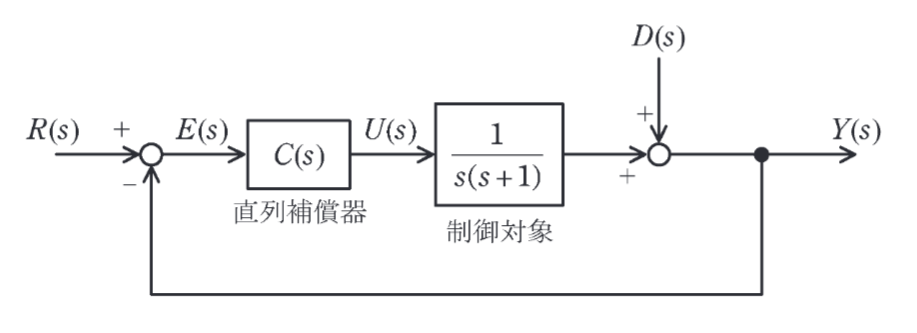 D(s)
R(s) + E(s) U(s) + Y(s)
C(s)
1
s(s+1)
− +
直列補償器
制御対象